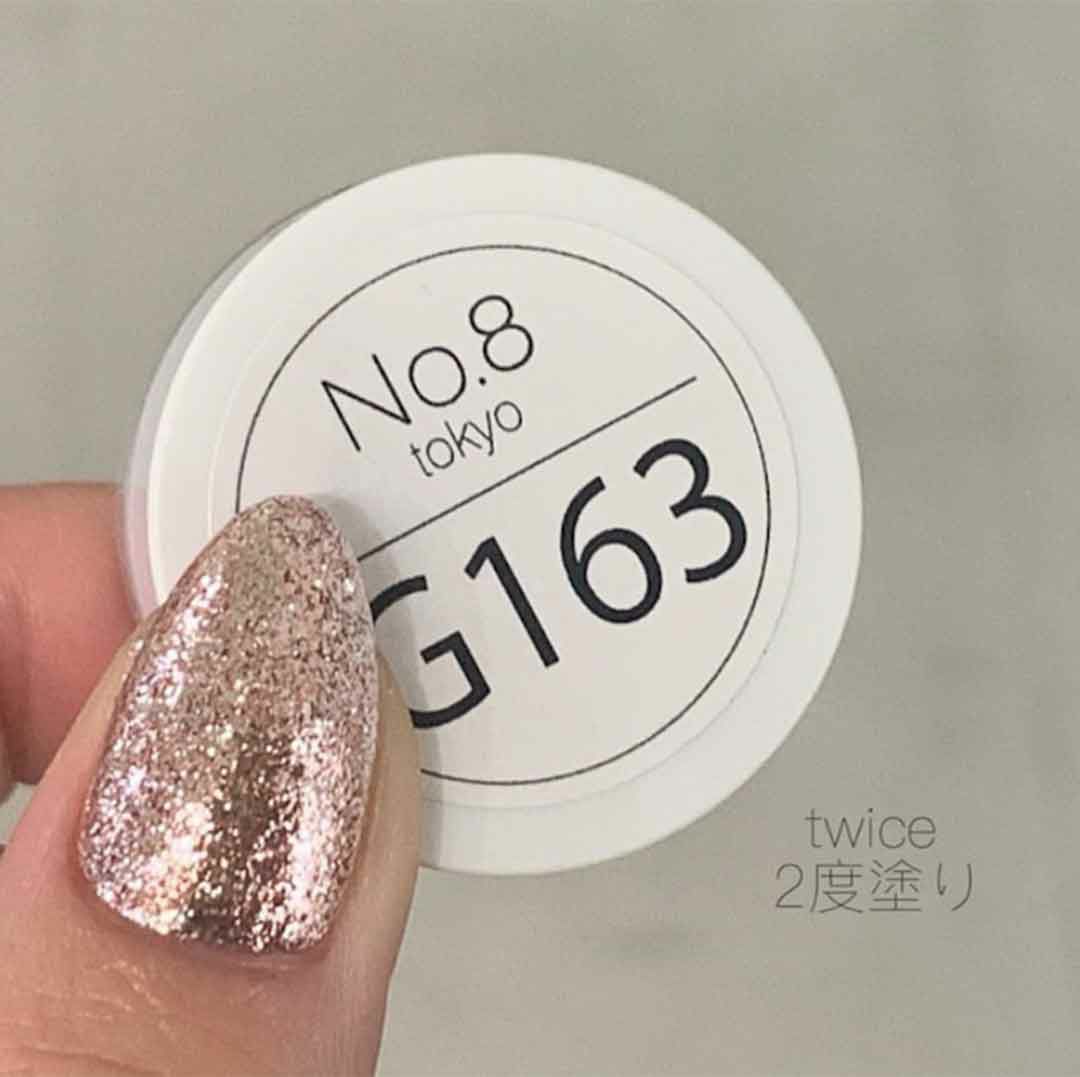 No.8
tokyo
G163
twice
2度塗り